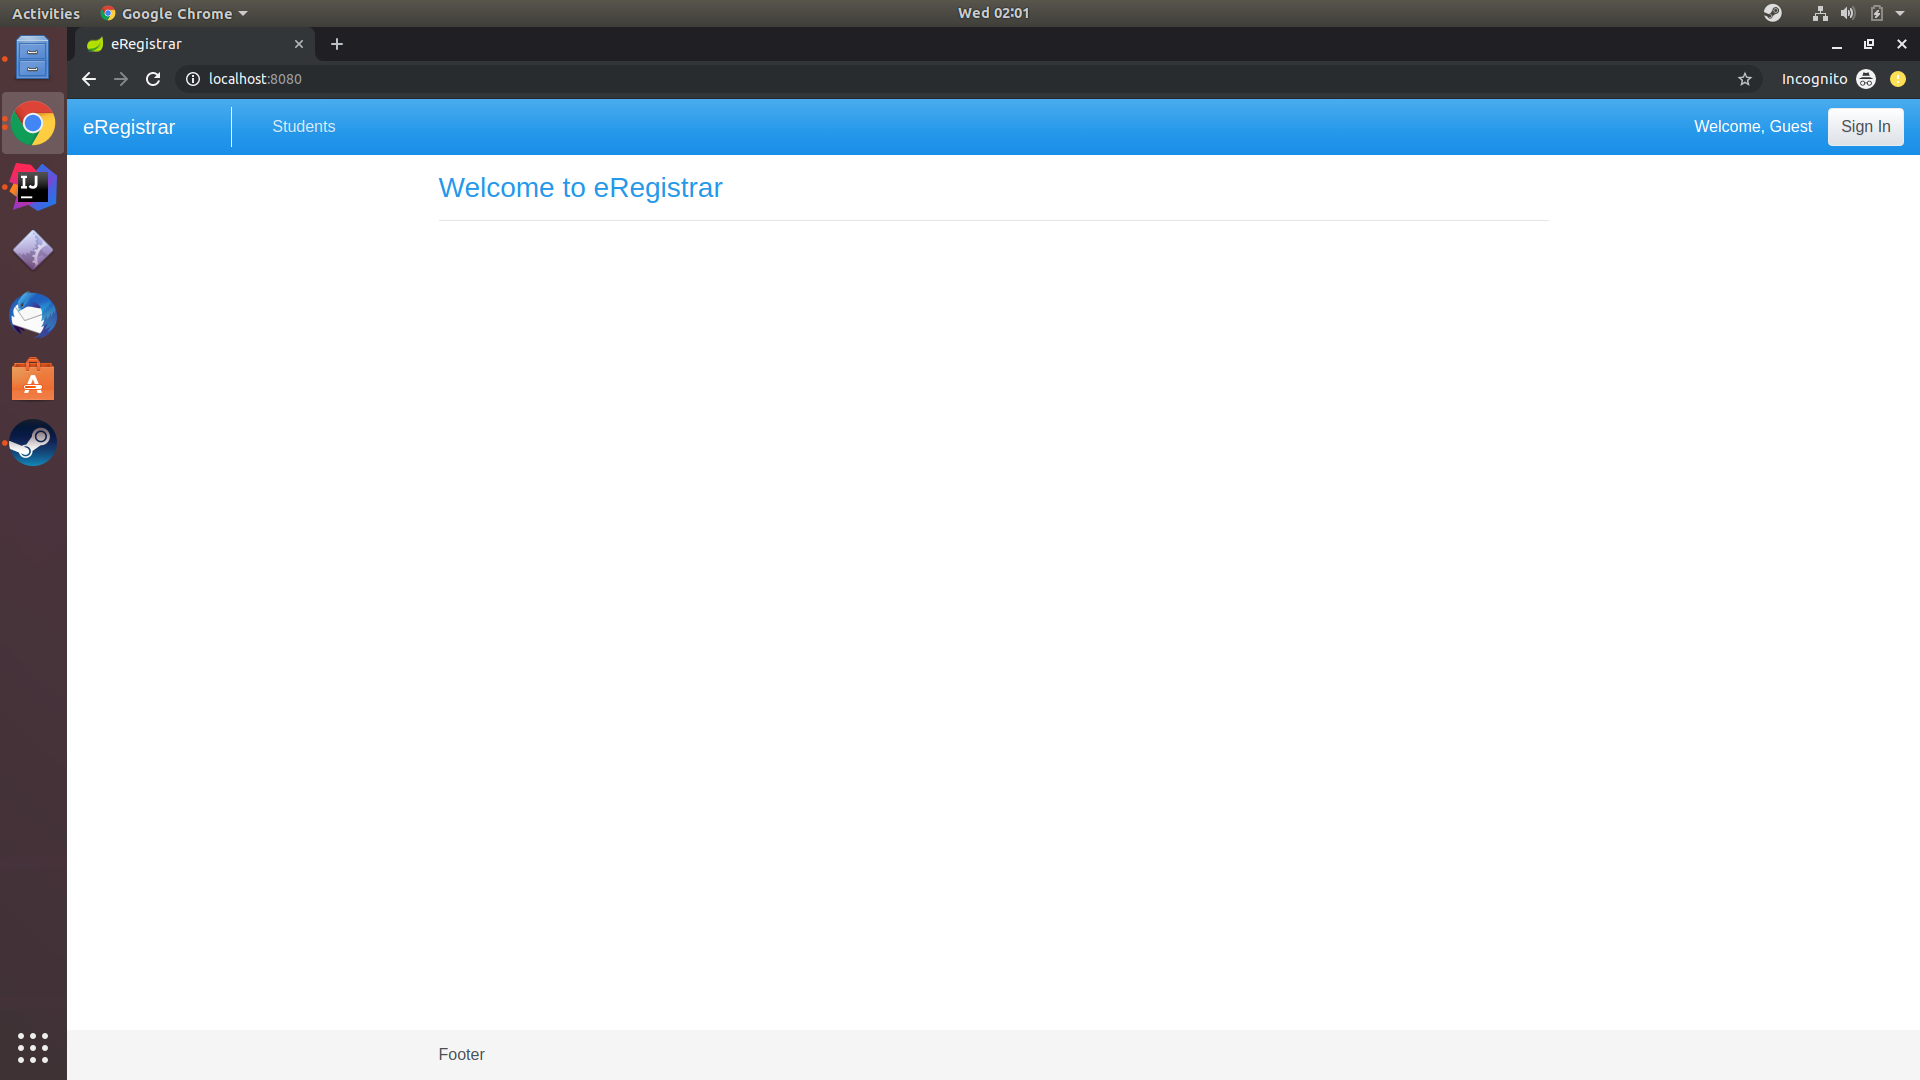 Activities
Google Chrome
Wed 02:01
eRegistrar
localhost:8080
Incognito
eRegistrar
Students
Welcome, Guest
Sign In
Welcome to eRegistrar
Footer
IJ
A